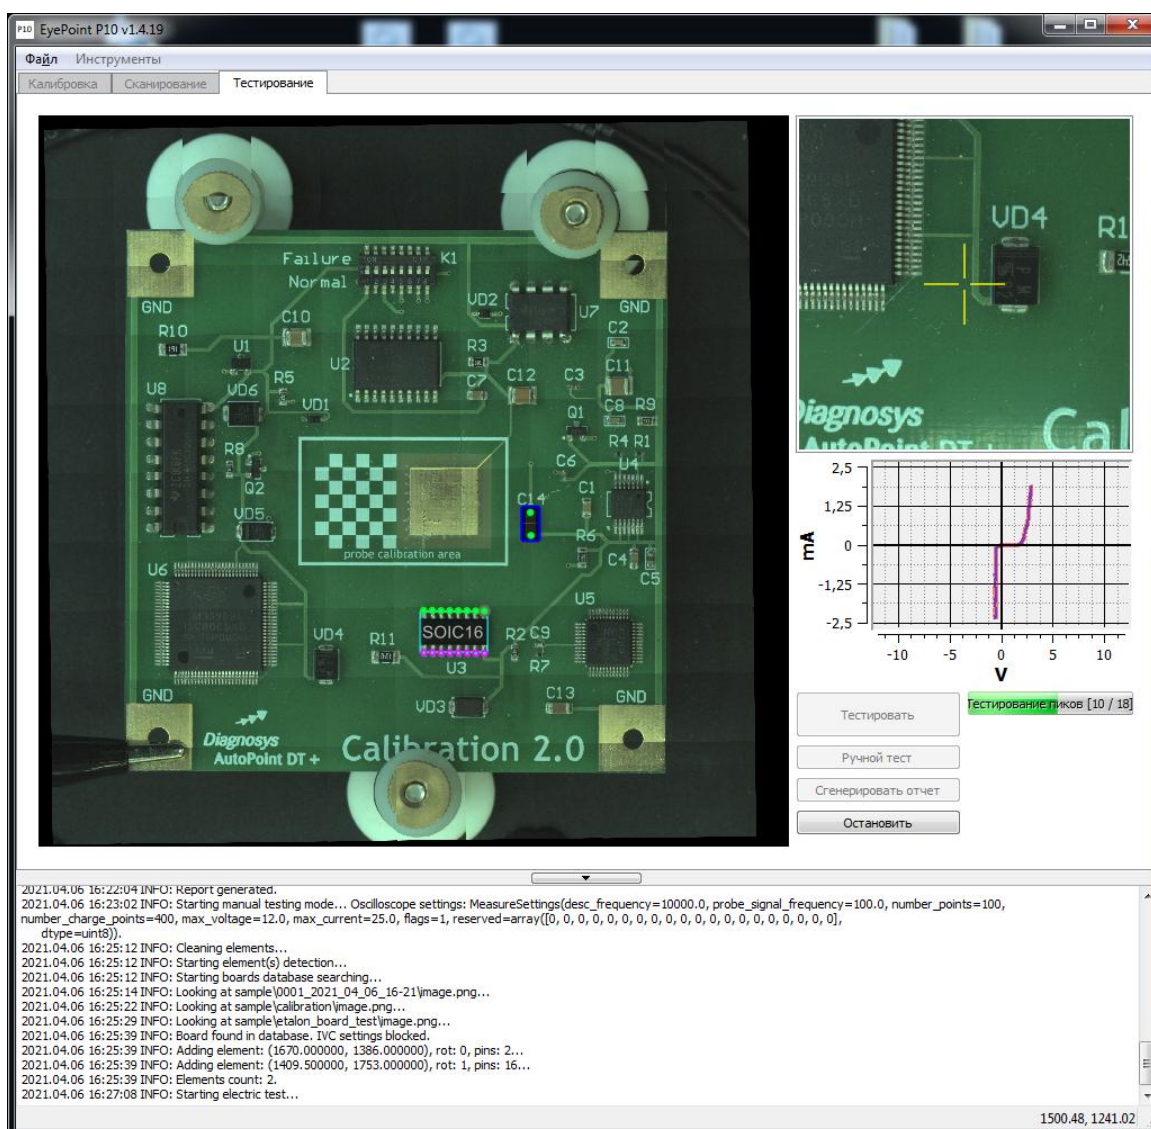 P10 EyePoint P10 v1.4.19
Файл Инструменты
Калибровка Сканирование Тестирование
Failure K1
Normal
GND GND
VD2 U7
R10 C10 C2
U1 U2 R3
U8 VD6 R5 C7 C12 C3 C11
VD1 Q1 C8 R9
R8 R4 R1
Q2 C6 U4
C14 C1
VD5
probe calibration area R6 C4 C5
U6 U5
SOIC16
VD4 R11 U3 R2 C9
R7
GND VD3 C13 GND
Diagnosys
AutoPoint DT +
Calibration 2.0
VD4
R1
Diagnosys
AutoPoint DT +
Cal
2,5
1,25
0
-1,25
-2,5
mA
-10 -5 0 5 10
V
Тестировать
Тестирование пиков [10 / 18]
Ручной тест
Сгенерировать отчет
Остановить
2021.04.06 16:22:04 INFO: Report generated.
2021.04.06 16:23:02 INFO: Starting manual testing mode... Oscilloscope settings: MeasureSettings(desc_frequency=10000.0, probe_signal_frequency=100.0, number_points=100,
number_charge_points=400, max_voltage=12.0, max_current=25.0, flags=1, reserved=array([0, 0, 0, 0, 0, 0, 0, 0, 0, 0, 0, 0, 0, 0, 0, 0, 0, 0, 0, 0],
dtype=uint8)).
2021.04.06 16:25:12 INFO: Cleaning elements...
2021.04.06 16:25:12 INFO: Starting element(s) detection...
2021.04.06 16:25:12 INFO: Starting boards database searching...
2021.04.06 16:25:14 INFO: Looking at sample\0001_2021_04_06_16-21\image.png...
2021.04.06 16:25:22 INFO: Looking at sample\calibration\image.png...
2021.04.06 16:25:29 INFO: Looking at sample\etalon_board_test\image.png...
2021.04.06 16:25:39 INFO: Board found in database. IVC settings blocked.
2021.04.06 16:25:39 INFO: Adding element: (1670.000000, 1386.000000), rot: 0, pins: 2...
2021.04.06 16:25:39 INFO: Adding element: (1409.500000, 1753.000000), rot: 1, pins: 16...
2021.04.06 16:25:39 INFO: Elements count: 2.
2021.04.06 16:27:08 INFO: Starting electric test...
1500.48, 1241.02